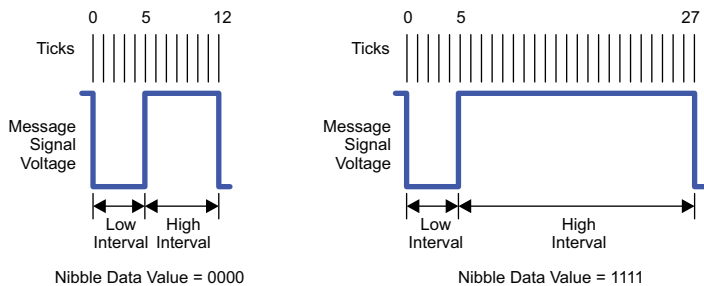 0 5 12
Ticks
Message
Signal
Voltage
Low
Interval
High
Interval
Nibble Data Value = 0000
0 5 27
Ticks
Message
Signal
Voltage
Low
Interval
High
Interval
Nibble Data Value = 1111